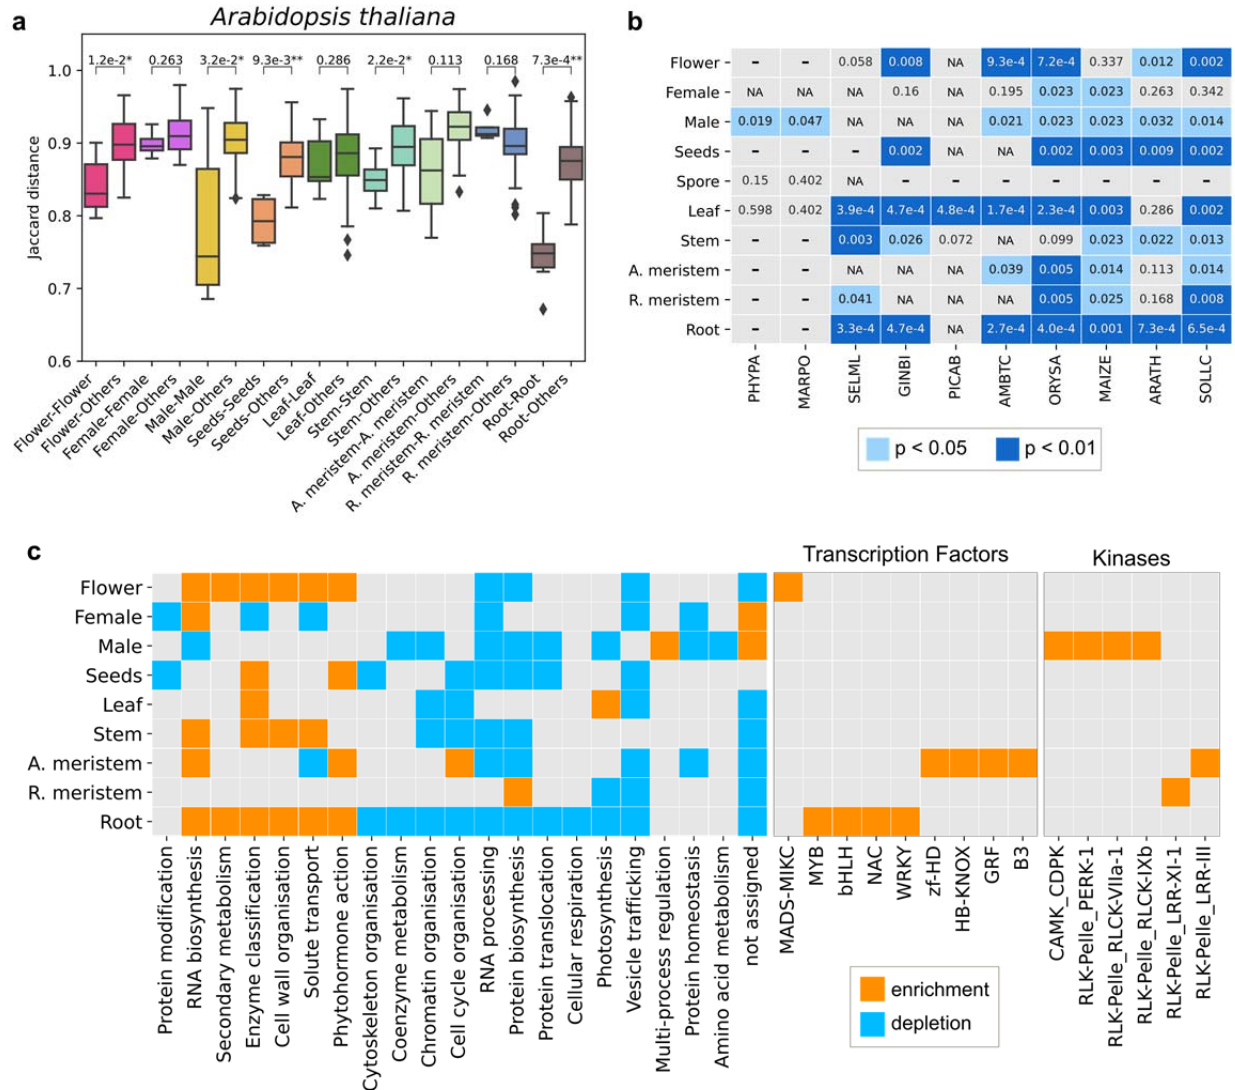 a
Arabidopsis thaliana
1.2e-2* 0.263 3.2e-2* 9.3e-3** 0.286 2.2e-2* 0.113 0.168 7.3e-4**
Jaccard distance
1.0
0.9
0.8
0.7
0.6
Flower-Flower
Flower-Others
Female-Female
Female-Others
Male-Male
Male-Others
Seeds-Seeds
Seeds-Others
Leaf-Leaf
Leaf-Others
Stem-Stem
Stem-Others
A. meristem-A. meristem
A. meristem-Others
R. meristem-R. meristem
R. meristem-Others
Root-Root
Root-Others
b
Flower - - 0.058 0.008 NA 9.3e-4 7.2e-4 0.337 0.012 0.002
Female NA NA NA 0.16 NA 0.195 0.023 0.023 0.263 0.342
Male 0.019 0.047 NA NA NA 0.021 0.023 0.023 0.032 0.014
Seeds - - - 0.002 NA NA 0.002 0.003 0.009 0.002
Spore 0.15 0.402 NA - - - - - - -
Leaf 0.598 0.402 3.9e-4 4.7e-4 4.8e-4 1.7e-4 2.3e-4 0.003 0.286 0.002
Stem - - 0.003 0.026 0.072 NA 0.099 0.023 0.022 0.013
A. meristem - - NA NA NA 0.039 0.005 0.014 0.113 0.014
R. meristem - - 0.041 NA NA NA 0.005 0.025 0.168 0.008
Root - - 3.3e-4 4.7e-4 NA 2.7e-4 4.0e-4 0.001 7.3e-4 6.5e-4
PHYPA
MARPO
SELML
GINBI
PICAB
AMBTC
ORYSA
MAIZE
ARATH
SOLLC
p < 0.05 p < 0.01
c
Transcription Factors
Kinases
Flower
Female
Male
Seeds
Leaf
Stem
A. meristem
R. meristem
Root
Protein modification
RNA biosynthesis
Secondary metabolism
Enzyme classification
Cell wall organisation
Solute transport
Phytohormone action
Cytoskeleton organisation
Coenzyme metabolism
Chromatin organisation
Cell cycle organisation
RNA processing
Protein biosynthesis
Protein translocation
Cellular respiration
Photosynthesis
Vesicle trafficking
Multi-process regulation
Protein homeostasis
Amino acid metabolism
not assigned
MADS-MIKC
MYB
bHLH
NAC
WRKY
zf-HD
HB-KNOX
GRF
B3
CAMK_CDPK
RLK-Pelle_PERK-1
RLK-Pelle_RLCK-VIIa-1
RLK-Pelle_RLCK-IXb
RLK-Pelle_LRR-XI-1
RLK-Pelle_LRR-III
enrichment
depletion